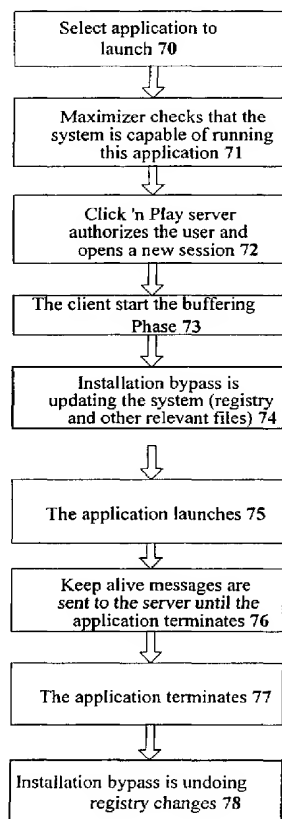 Select application to
launch 70
Maximizer checks that the
system is capable of running
this application 71
Click 'n Play server
authorizes the user and
opens a new session 72
The client start the buffering
Phase 73
Installation bypass is
updating the system (registry
and other relevant files) 74
The application launches 75
Keep alive messages are
sent to the server until the
application terminates 76
The application terminates 77
Installation bypass is undoing
registry changes 78